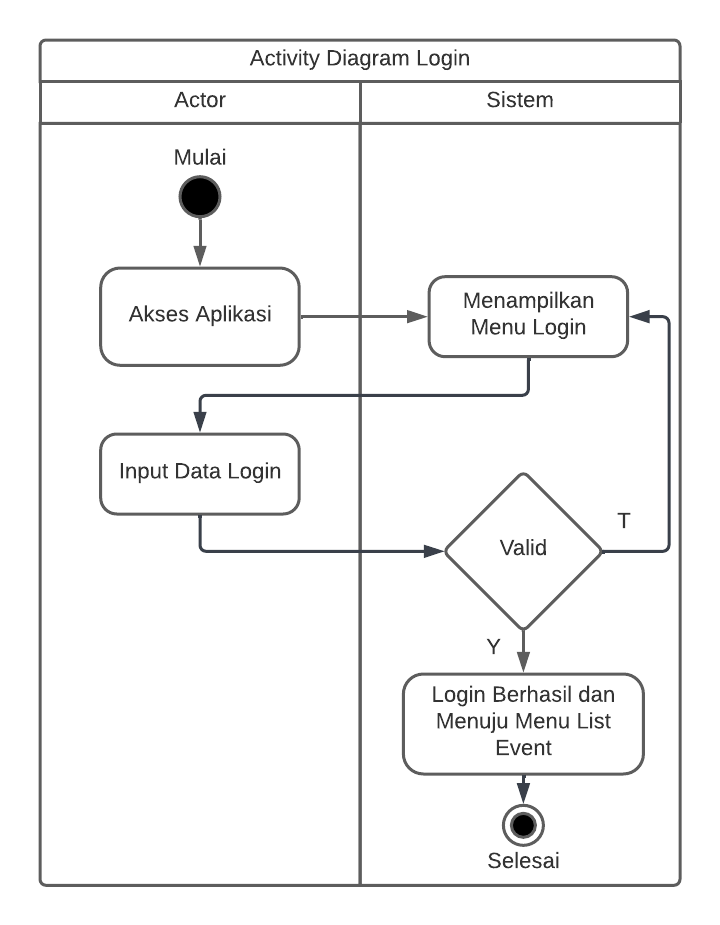 Activity Diagram Login
Actor
Sistem
Mulai
Akses Aplikasi
Menampilkan
Menu Login
Input Data Login
Valid
T
Y
Login Berhasil dan
Menuju Menu List
Event
Selesai